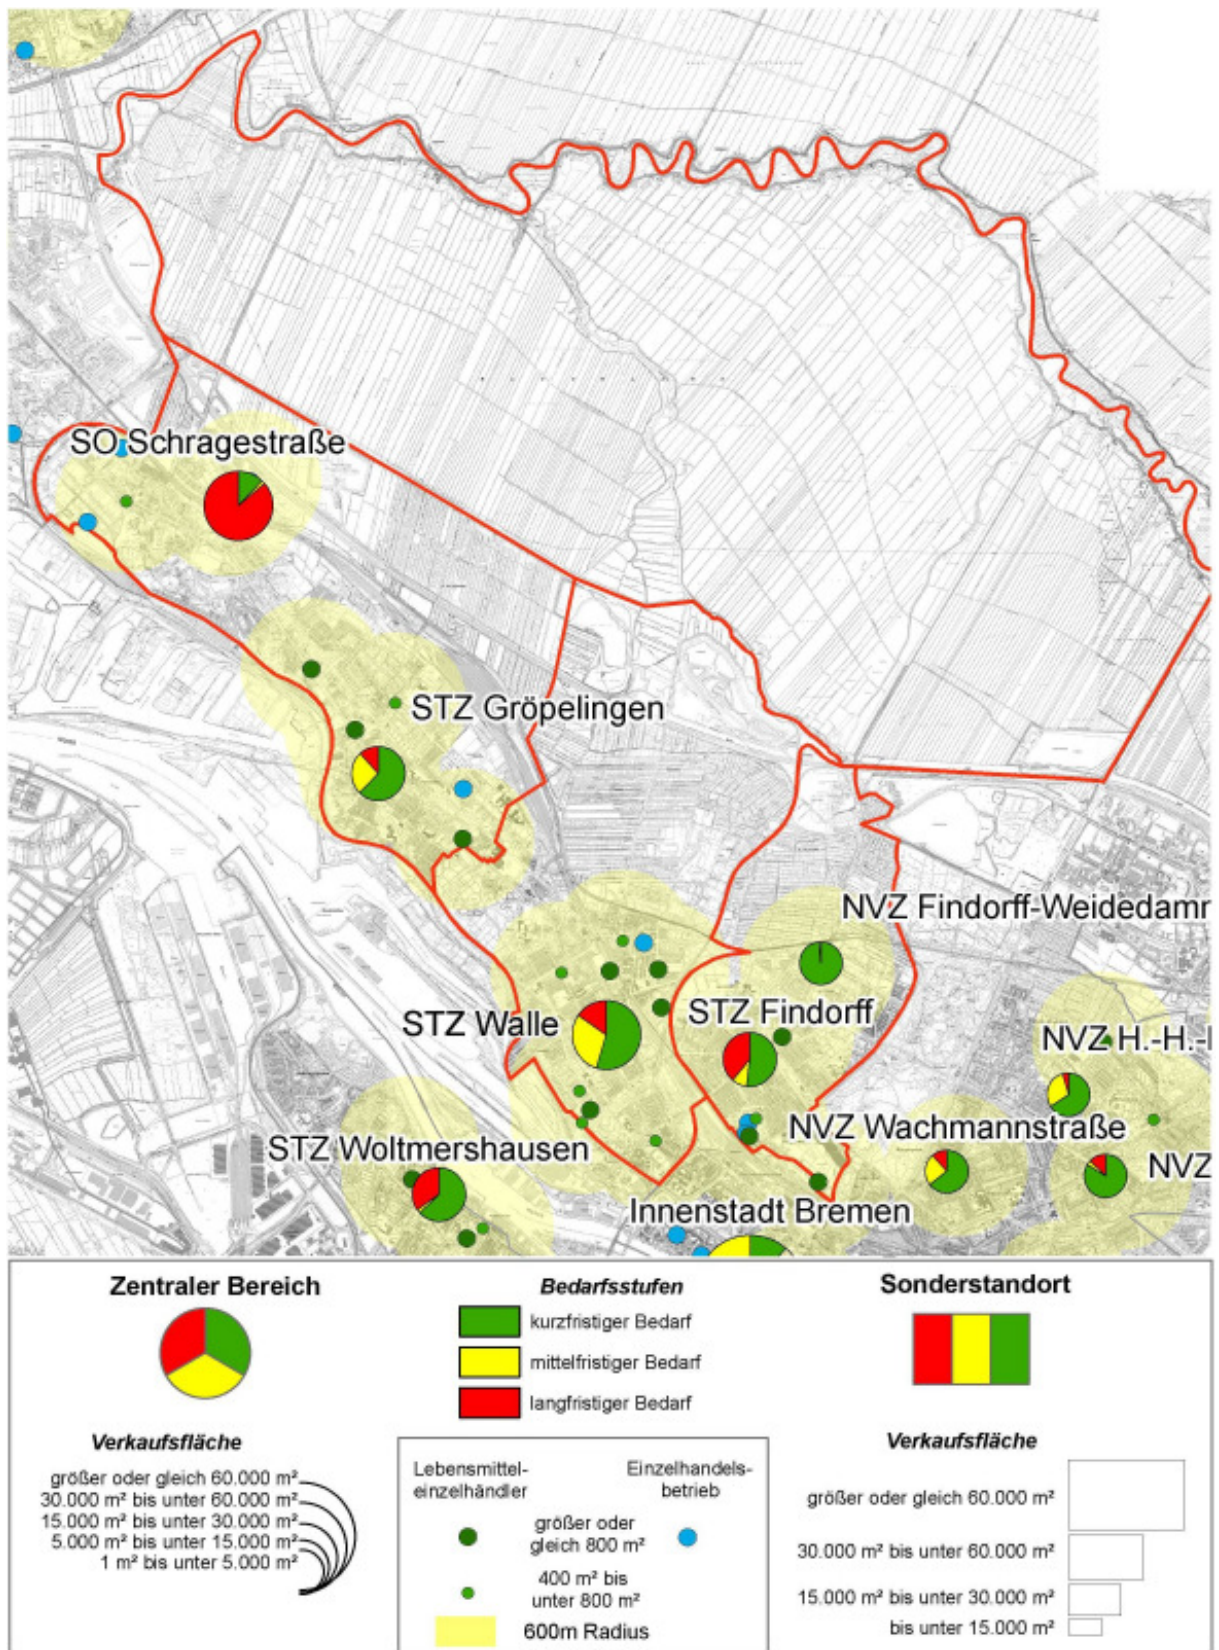 SO Schragestraße
STZ Gröpelingen
NVZ Findorff-Weidedamm
STZ Walle
STZ Findorff
NVZ H.-H.-
NVZ Wachmannstraße
STZ Woltmershausen
NVZ
Innenstadt Bremen
Zentraler Bereich
Bedarfsstufen
kurzfristiger Bedarf
mittelfristiger Bedarf
langfristiger Bedarf
Sonderstandort
Verkaufsfläche
größer oder gleich 60.000 m²
30.000 m² bis unter 60.000 m²
15.000 m² bis unter 30.000 m²
5.000 m² bis unter 15.000 m²
1 m² bis unter 5.000 m²
Lebensmittel-
einzelhändler
Einzelhandels-
betrieb
größer oder
gleich 800 m²
400 m² bis
unter 800 m²
600m Radius
Verkaufsfläche
größer oder gleich 60.000 m²
30.000 m² bis unter 60.000 m²
15.000 m² bis unter 30.000 m²
bis unter 15.000 m²